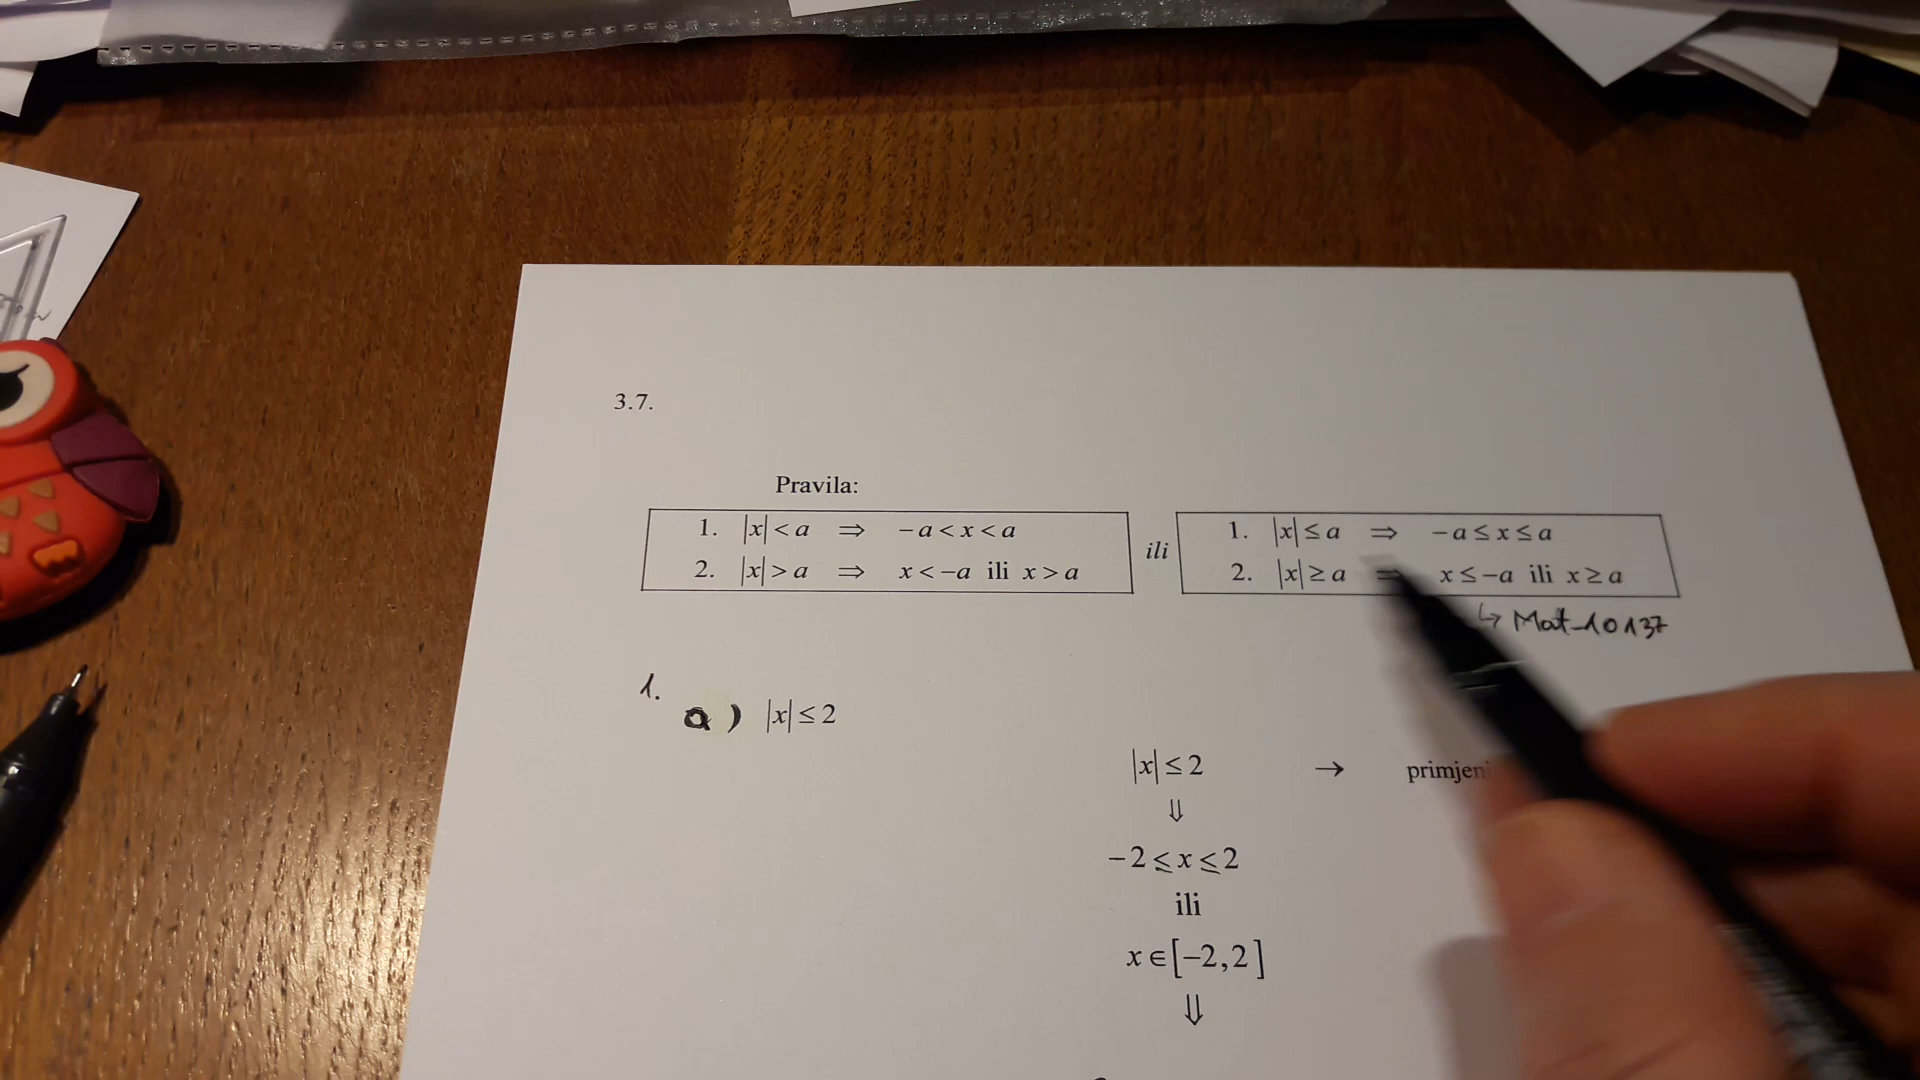 3.7.
Pravila:
1. |x| < a ⇒ −a < x < a
2. |x| > a ⇒ x < −a ili x > a
ili
1. |x| ≤ a ⇒ −a ≤ x ≤ a
2. |x| ≥ a ⇒ x ≤ −a ili x ≥ a
↳ Mat-10137
1.
a) |x| ≤ 2
|x| ≤ 2 →
⇓
−2 ≤ x ≤ 2
ili
x ∈ [−2,2]
⇓